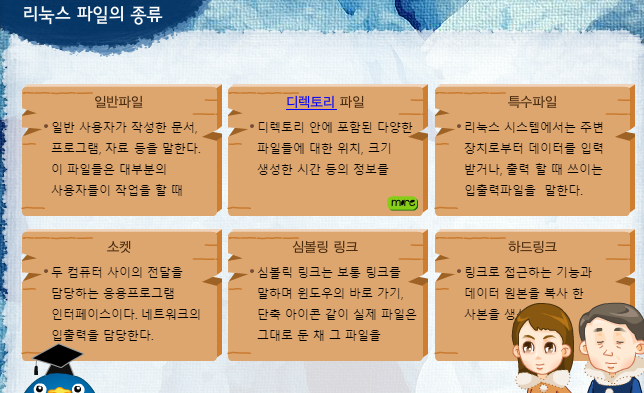 리눅스 파일의 종류
일반파일
• 일반 사용자가 작성한 문서,
프로그램, 자료 등을 말한다.
이 파일들은 대부분의
사용자들이 작업을 할 때
디렉토리 파일
• 디렉토리 안에 포함된 다양한
파일들에 대한 위치, 크기
생성한 시간 등의 정보를
more
특수파일
• 리눅스 시스템에서는 주변
장치로부터 데이터를 입력
받거나, 출력 할 때 쓰이는
입출력파일을 말한다.
소켓
• 두 컴퓨터 사이의 전달을
담당하는 응용프로그램
인터페이스이다. 네트워크의
입출력을 담당한다.
심볼링 링크
• 심볼릭 링크는 보통 링크를
말하며 윈도우의 바로 가기,
단축 아이콘 같이 실제 파일은
그대로 둔 채 그 파일을
하드링크
• 링크로 접근하는 기능과
데이터 원본을 복사 한
사본을